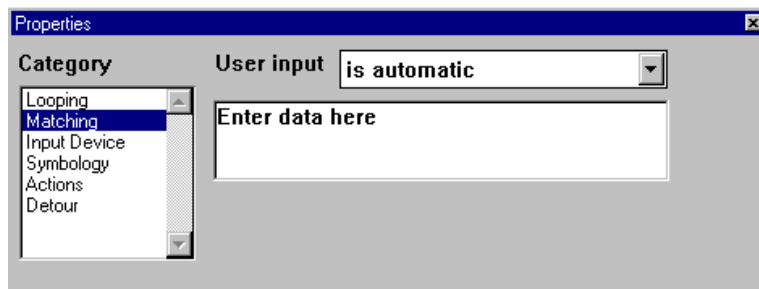 Properties
Category
User input is automatic
Looping
Matching
Input Device
Symbology
Actions
Detour
Enter data here